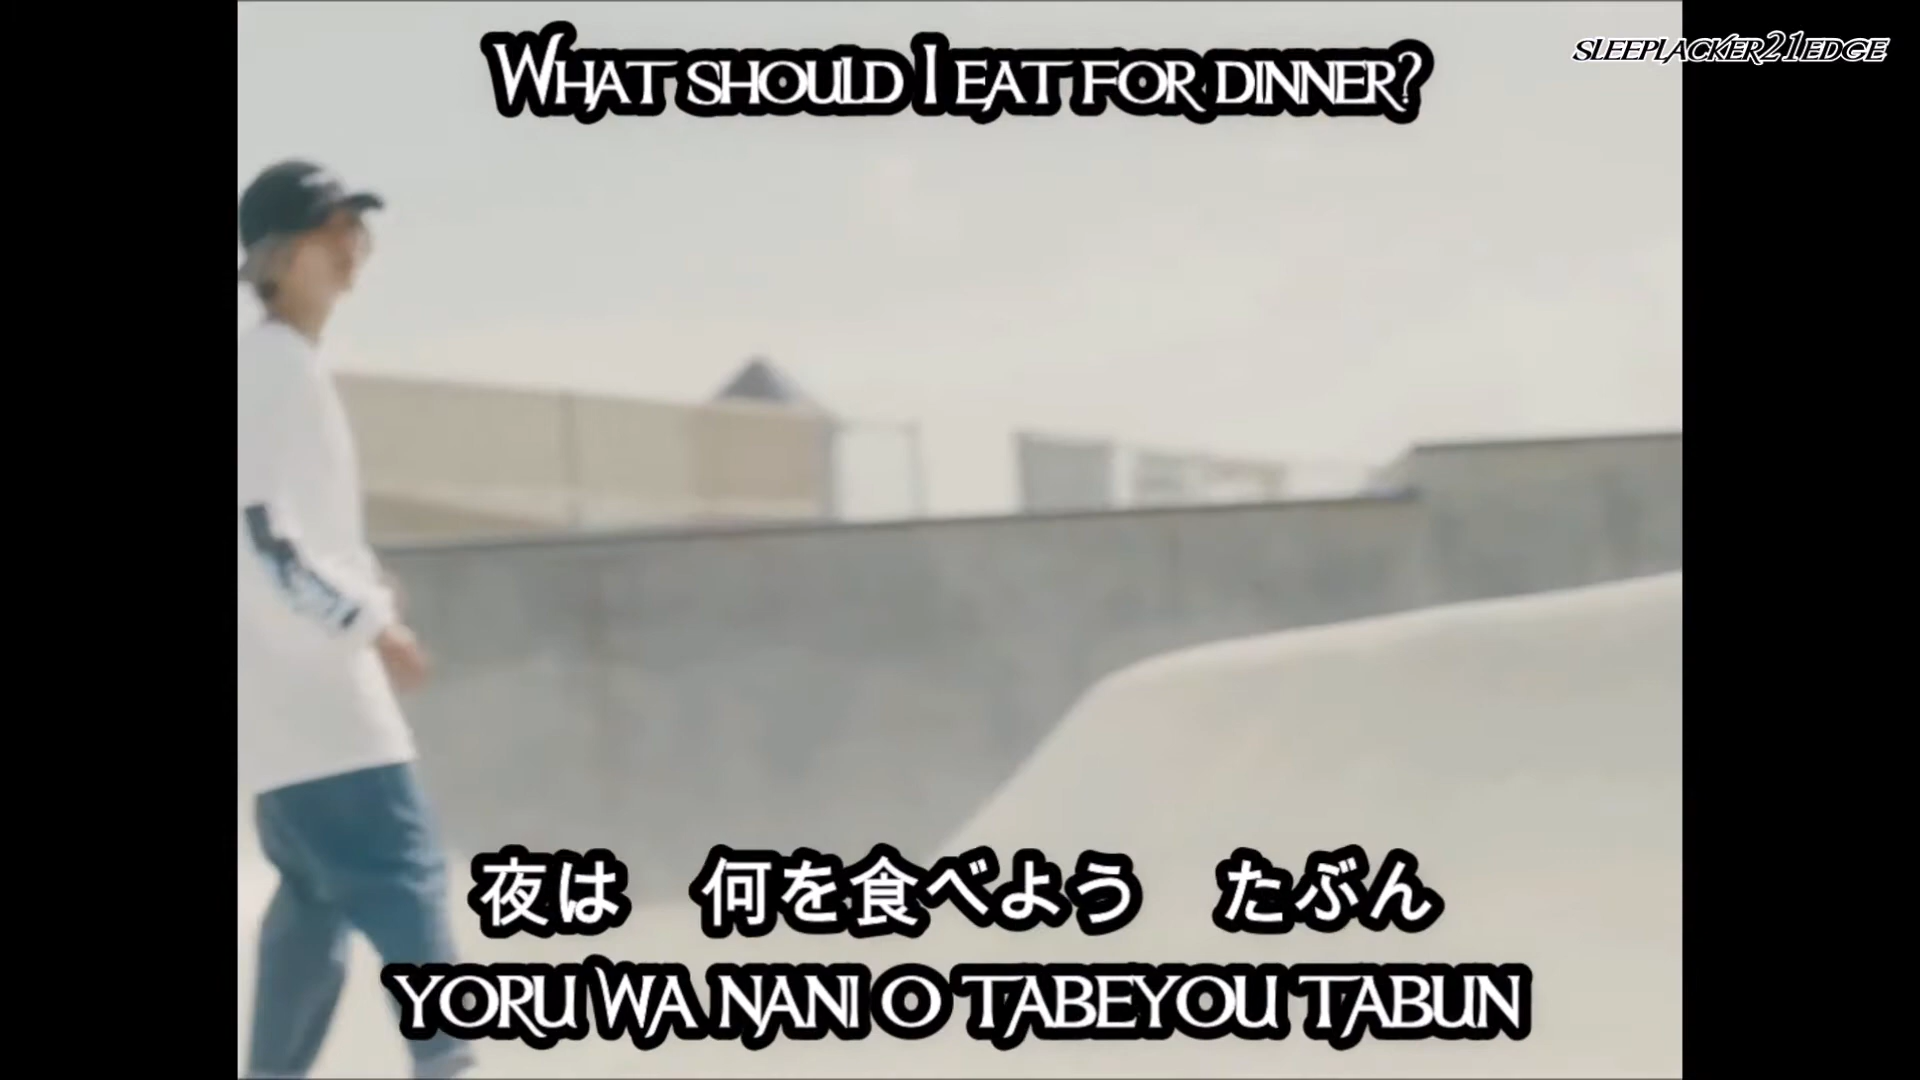 What should I eat for dinner?
sleeplacker21edge
夜は　何を食べよう　たぶん
yoru wa nani o tabeyou tabun